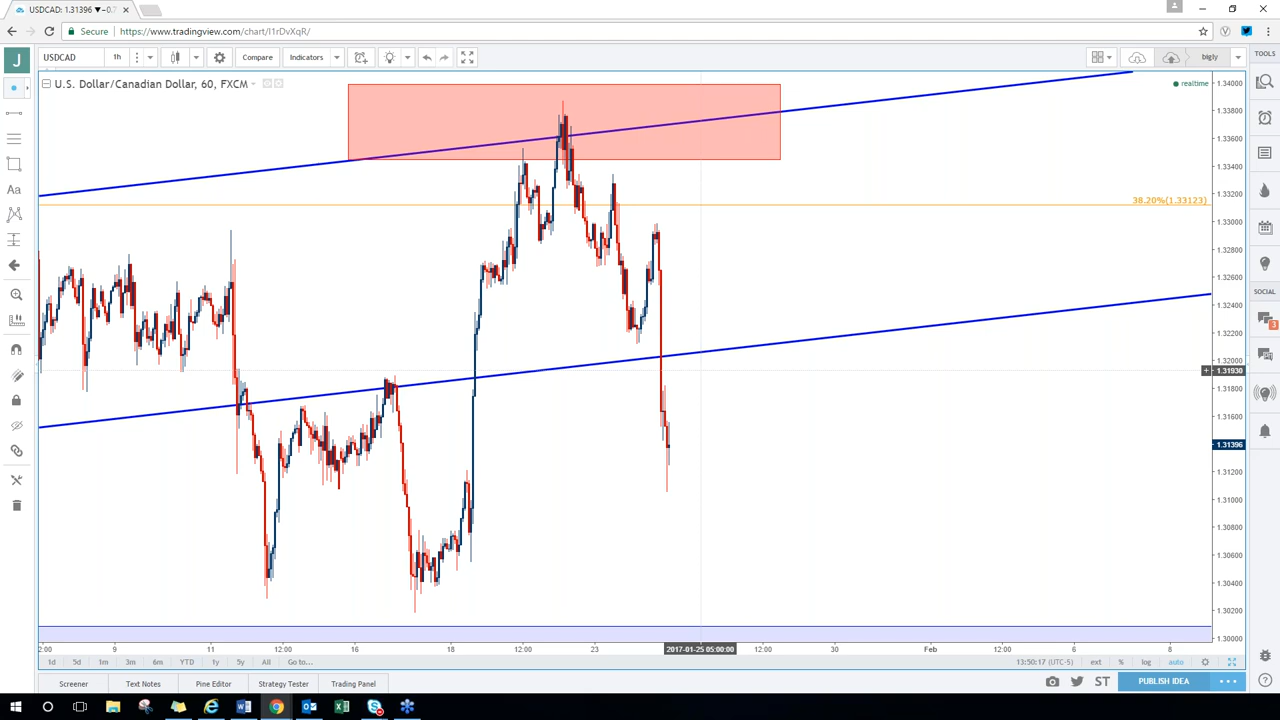 USDCAD: 1.31396 ▼−0.7
Secure | https://www.tradingview.com/chart/I1rDvXqR/
J USDCAD 1h Compare Indicators bigly TOOLS
U.S. Dollar/Canadian Dollar, 60, FXCM
realtime
1.34000
1.33800
1.33600
1.33400
38.20%(1.33123)
1.33200
1.33000
1.32800
1.32600
1.32400
1.32200
1.32000
1.31930
1.31800
1.31600
1.31396
1.31200
1.31000
1.30800
1.30600
1.30400
1.30200
1.30000
Aa
SOCIAL
3
2:00 9 11 12:00 16 18 12:00 23 2017-01-25 05:00:00 12:00 30 Feb 12:00 6 8
1d 5d 1m 3m 6m YTD 1y 5y All Go to... 13:50:17 (UTC-5) ext % log auto
Screener Text Notes Pine Editor Strategy Tester Trading Panel ST PUBLISH IDEA